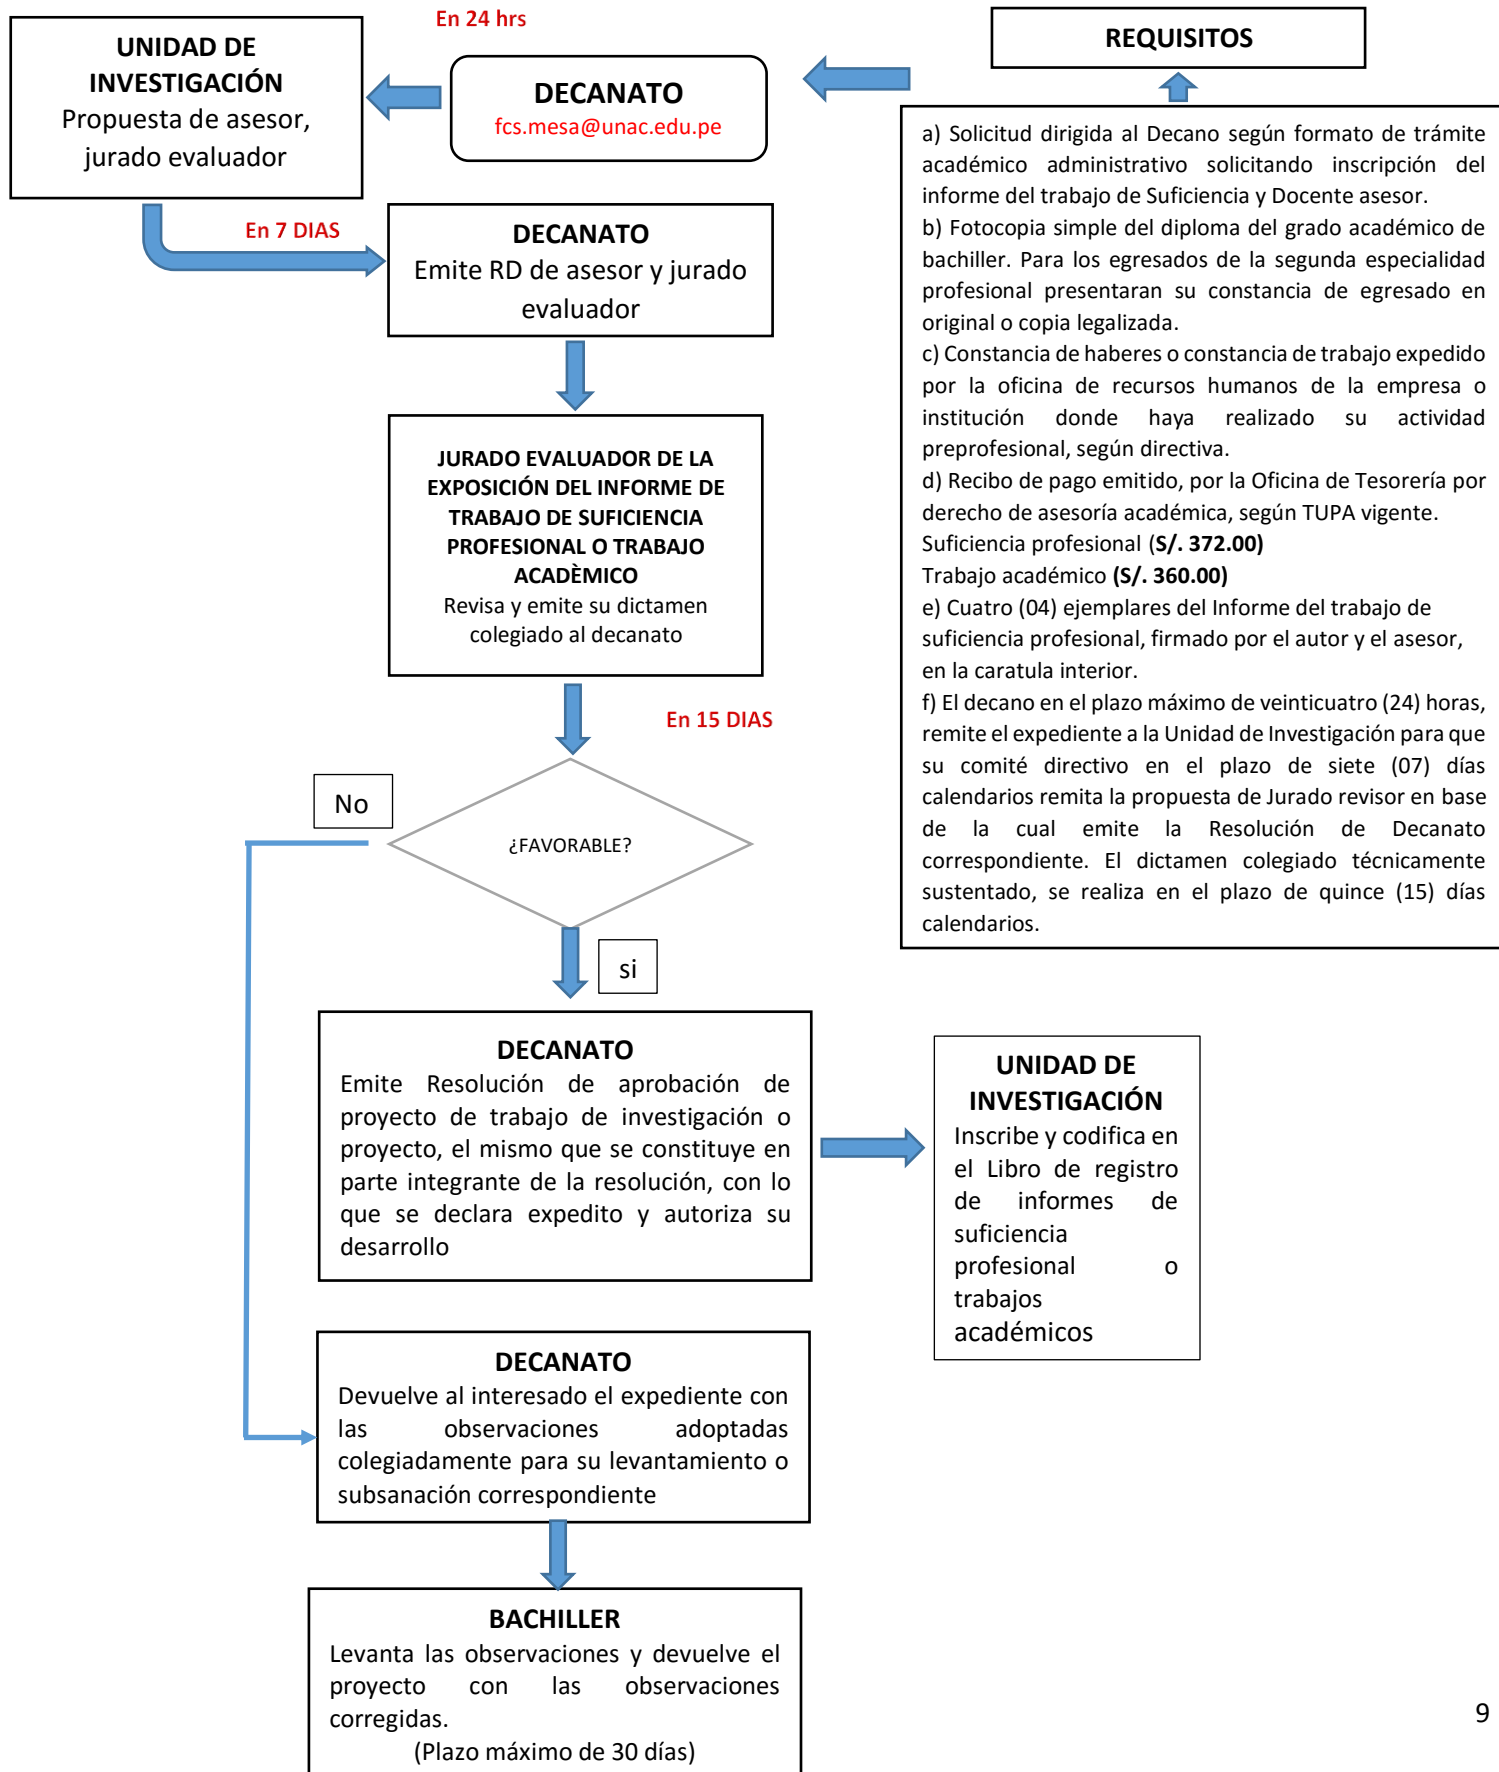 En 24 hrs
UNIDAD DE
INVESTIGACIÓN
Propuesta de asesor,
jurado evaluador
DECANATO
fcs.mesa@unac.edu.pe
REQUISITOS
a) Solicitud dirigida al Decano según formato de trámite
académico administrativo solicitando inscripción del
informe del trabajo de Suficiencia y Docente asesor.
b) Fotocopia simple del diploma del grado académico de
bachiller. Para los egresados de la segunda especialidad
profesional presentaran su constancia de egresado en
original o copia legalizada.
c) Constancia de haberes o constancia de trabajo expedido
por la oficina de recursos humanos de la empresa o
institución donde haya realizado su actividad
preprofesional, según directiva.
d) Recibo de pago emitido, por la Oficina de Tesorería por
derecho de asesoría académica, según TUPA vigente.
Suficiencia profesional (S/. 372.00)
Trabajo académico (S/. 360.00)
e) Cuatro (04) ejemplares del Informe del trabajo de
suficiencia profesional, firmado por el autor y el asesor,
en la caratula interior.
f) El decano en el plazo máximo de veinticuatro (24) horas,
remite el expediente a la Unidad de Investigación para que
su comité directivo en el plazo de siete (07) días
calendarios remita la propuesta de Jurado revisor en base
de la cual emite la Resolución de Decanato
correspondiente. El dictamen colegiado técnicamente
sustentado, se realiza en el plazo de quince (15) días
calendarios.
En 7 DIAS
DECANATO
Emite RD de asesor y jurado
evaluador
JURADO EVALUADOR DE LA
EXPOSICIÓN DEL INFORME DE
TRABAJO DE SUFICIENCIA
PROFESIONAL O TRABAJO
ACADÈMICO
Revisa y emite su dictamen
colegiado al decanato
En 15 DIAS
No
¿FAVORABLE?
si
DECANATO
Emite Resolución de aprobación de
proyecto de trabajo de investigación o
proyecto, el mismo que se constituye en
parte integrante de la resolución, con lo
que se declara expedito y autoriza su
desarrollo
UNIDAD DE
INVESTIGACIÓN
Inscribe y codifica en
el Libro de registro
de informes de
suficiencia
profesional o
trabajos
académicos
DECANATO
Devuelve al interesado el expediente con
las observaciones adoptadas
colegiadamente para su levantamiento o
subsanación correspondiente
BACHILLER
Levanta las observaciones y devuelve el
proyecto con las observaciones
corregidas.
(Plazo máximo de 30 días)
9